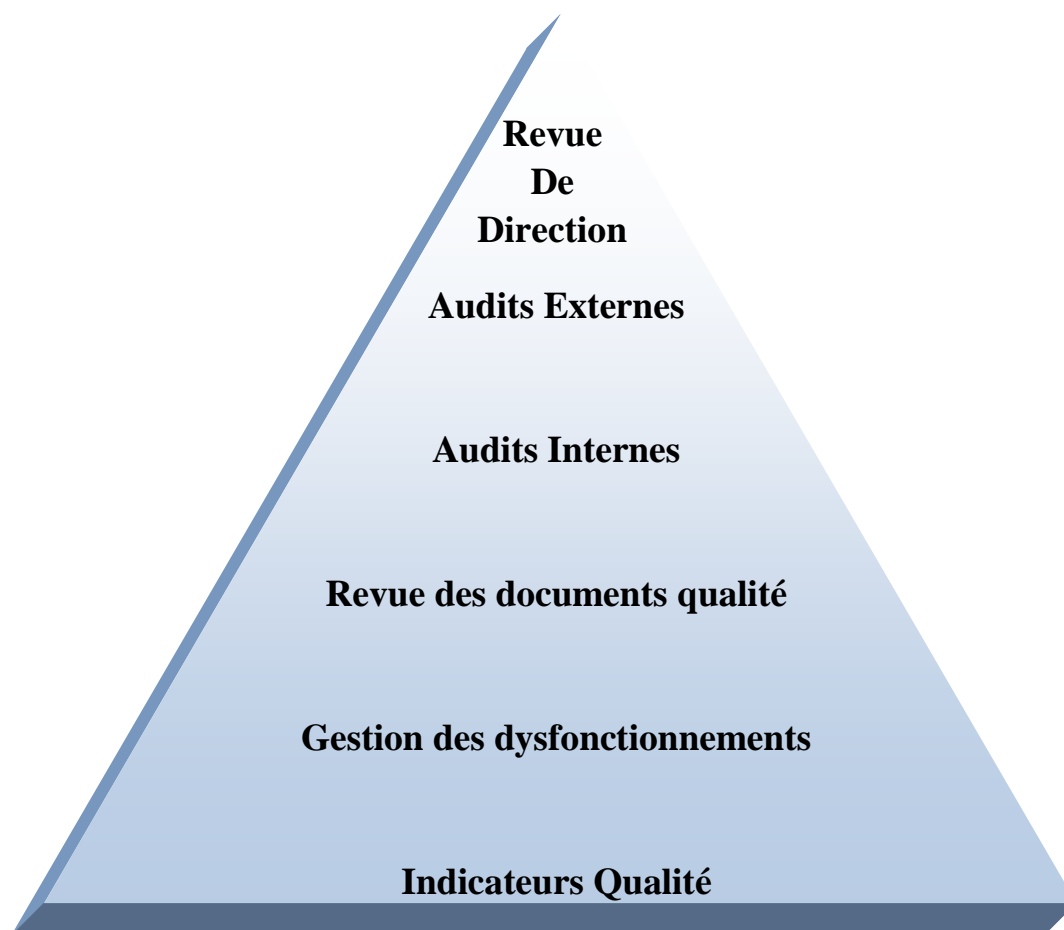 Revue
De
Direction
Audits Externes
Audits Internes
Revue des documents qualité
Gestion des dysfonctionnements
Indicateurs Qualité